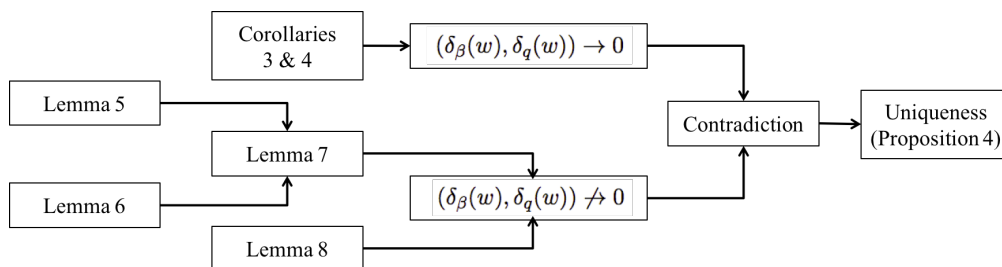 Corollaries
3 & 4
(δ_β(w), δ_q(w)) → 0
Lemma 5
Lemma 7
Lemma 6
Lemma 8
(δ_β(w), δ_q(w)) ↛ 0
Contradiction
Uniqueness
(Proposition 4)